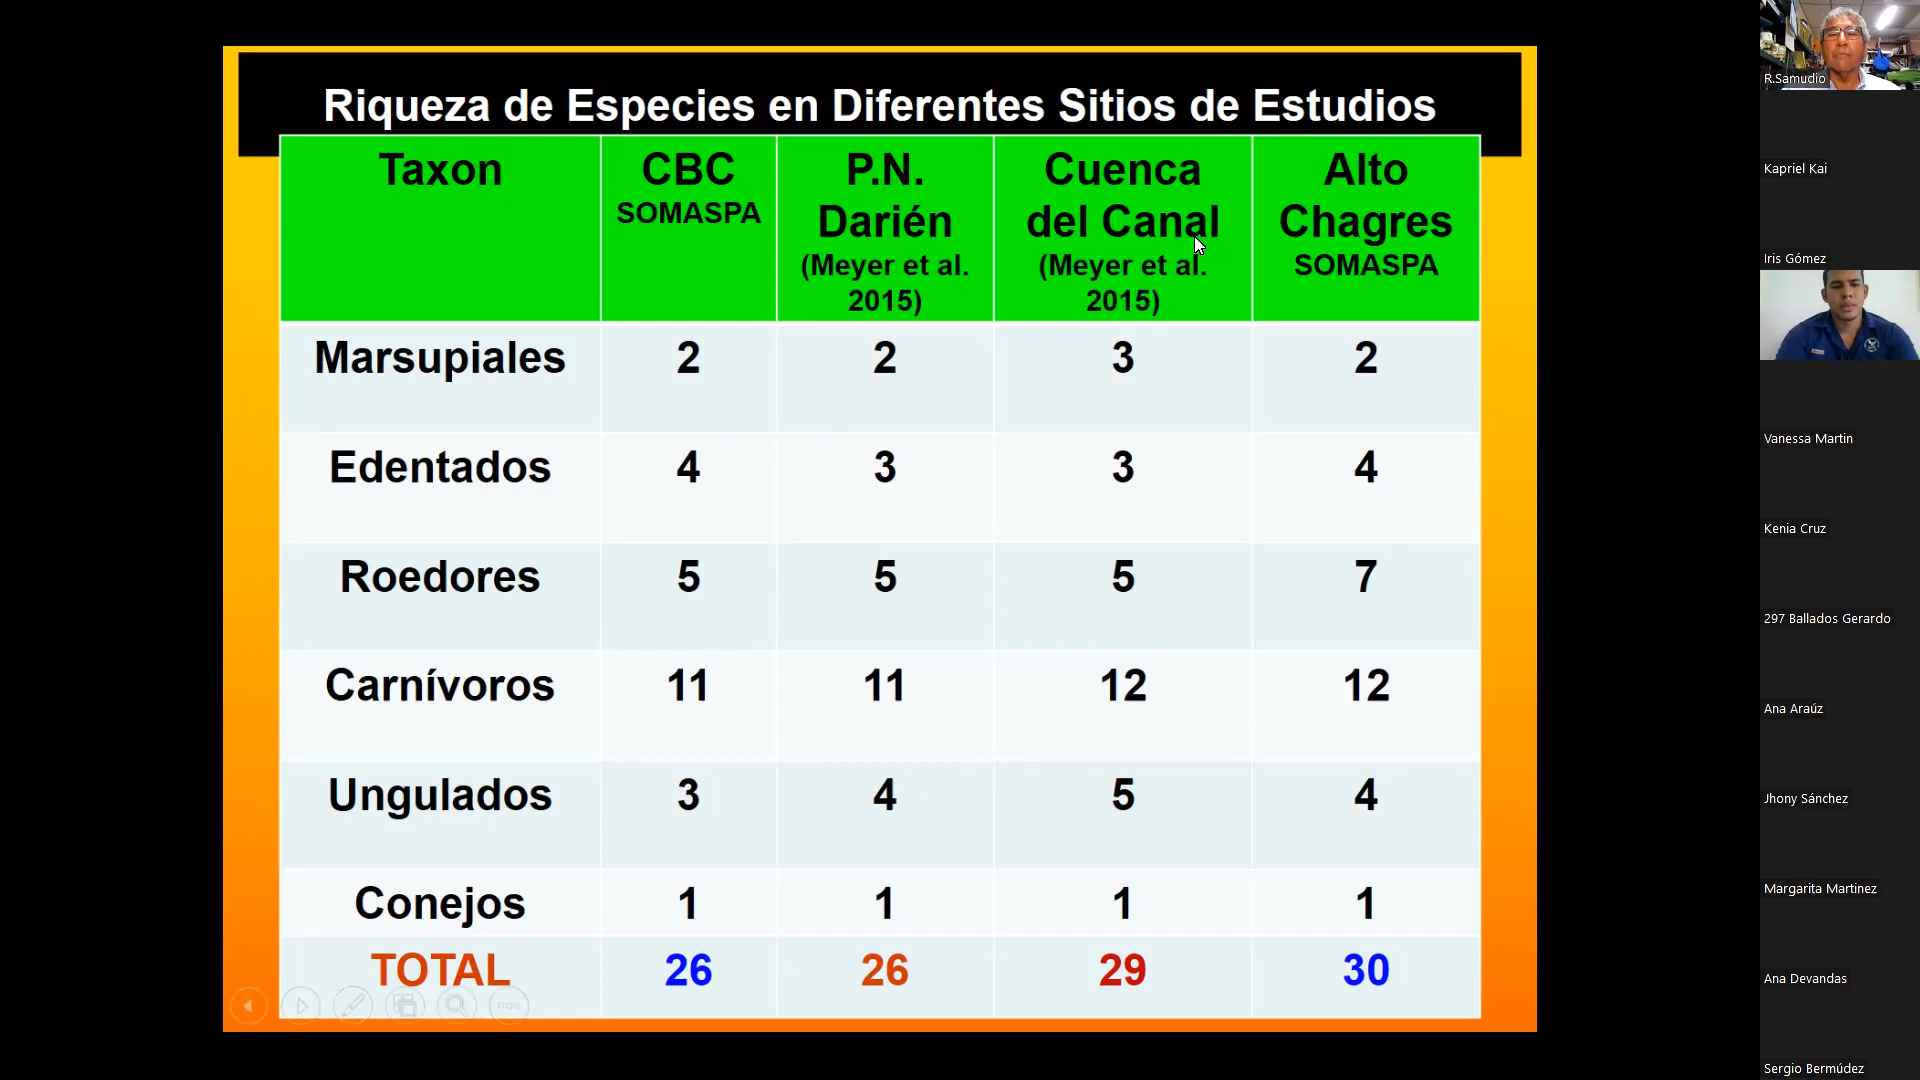 Riqueza de Especies en Diferentes Sitios de Estudios
Taxon
CBC
SOMASPA
P.N.
Darién
(Meyer et al.
2015)
Cuenca
del Canal
(Meyer et al.
2015)
Alto
Chagres
SOMASPA
Marsupiales 2 2 3 2
Edentados 4 3 3 4
Roedores 5 5 5 7
Carnívoros 11 11 12 12
Ungulados 3 4 5 4
Conejos 1 1 1 1
TOTAL 26 26 29 30
R.Samudio
Kapriel Kai
Iris Gómez
Vanessa Martin
Kenia Cruz
297 Ballados Gerardo
Ana Araúz
Jhony Sánchez
Margarita Martinez
Ana Devandas
Sergio Bermúdez